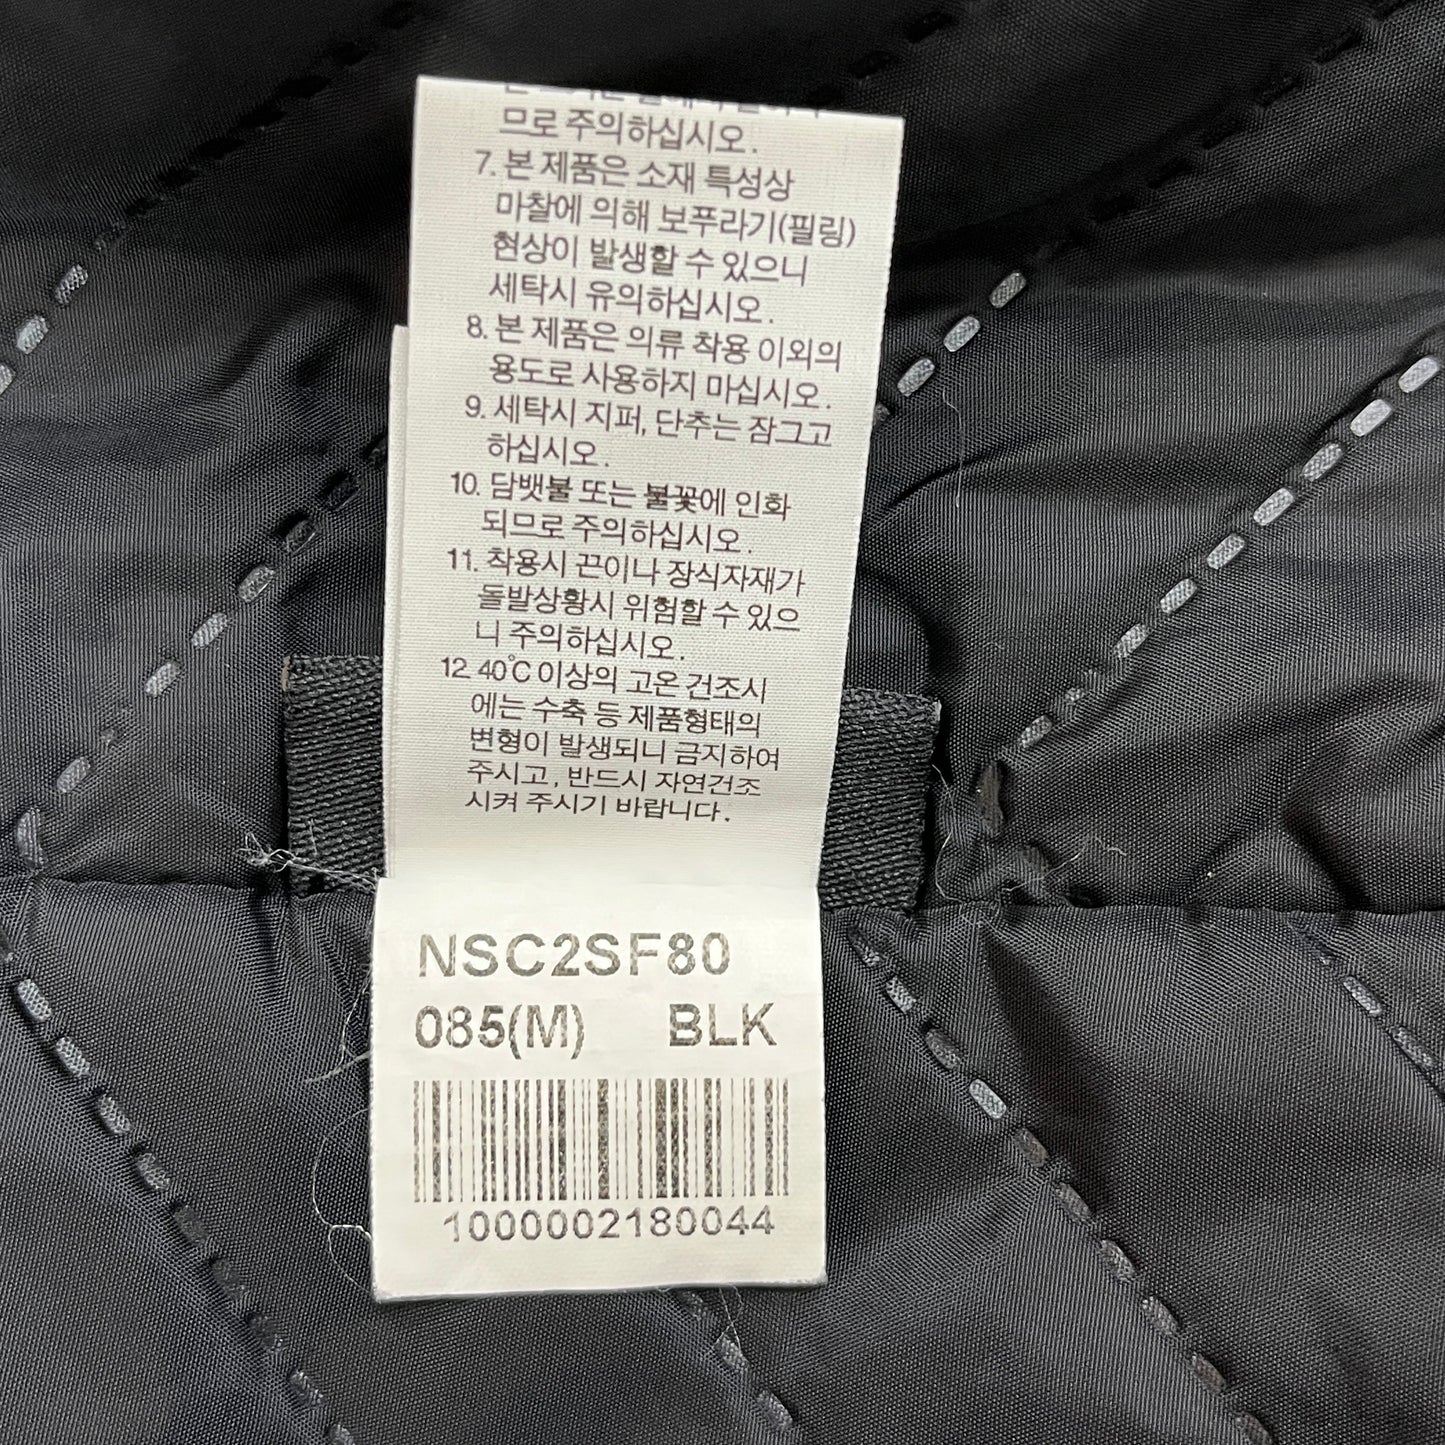 므로 주의하십시오.
7. 본 제품은 소재 특성상
마찰에 의해 보푸라기(필링)
현상이 발생할 수 있으니
세탁시 유의하십시오.
8. 본 제품은 의류 착용 이외의
용도로 사용하지 마십시오.
9. 세탁시 지퍼, 단추는 잠그고
하십시오.
10. 담뱃불 또는 불꽃에 인화
되므로 주의하십시오.
11. 착용시 끈이나 장식자재가
돌발상황시 위험할 수 있으
니 주의하십시오.
12. 40℃ 이상의 고온 건조시
에는 수축 등 제품형태의
변형이 발생되니 금지하여
주시고, 반드시 자연건조
시켜 주시기 바랍니다.
NSC2SF80
085(M) BLK
1000002180044